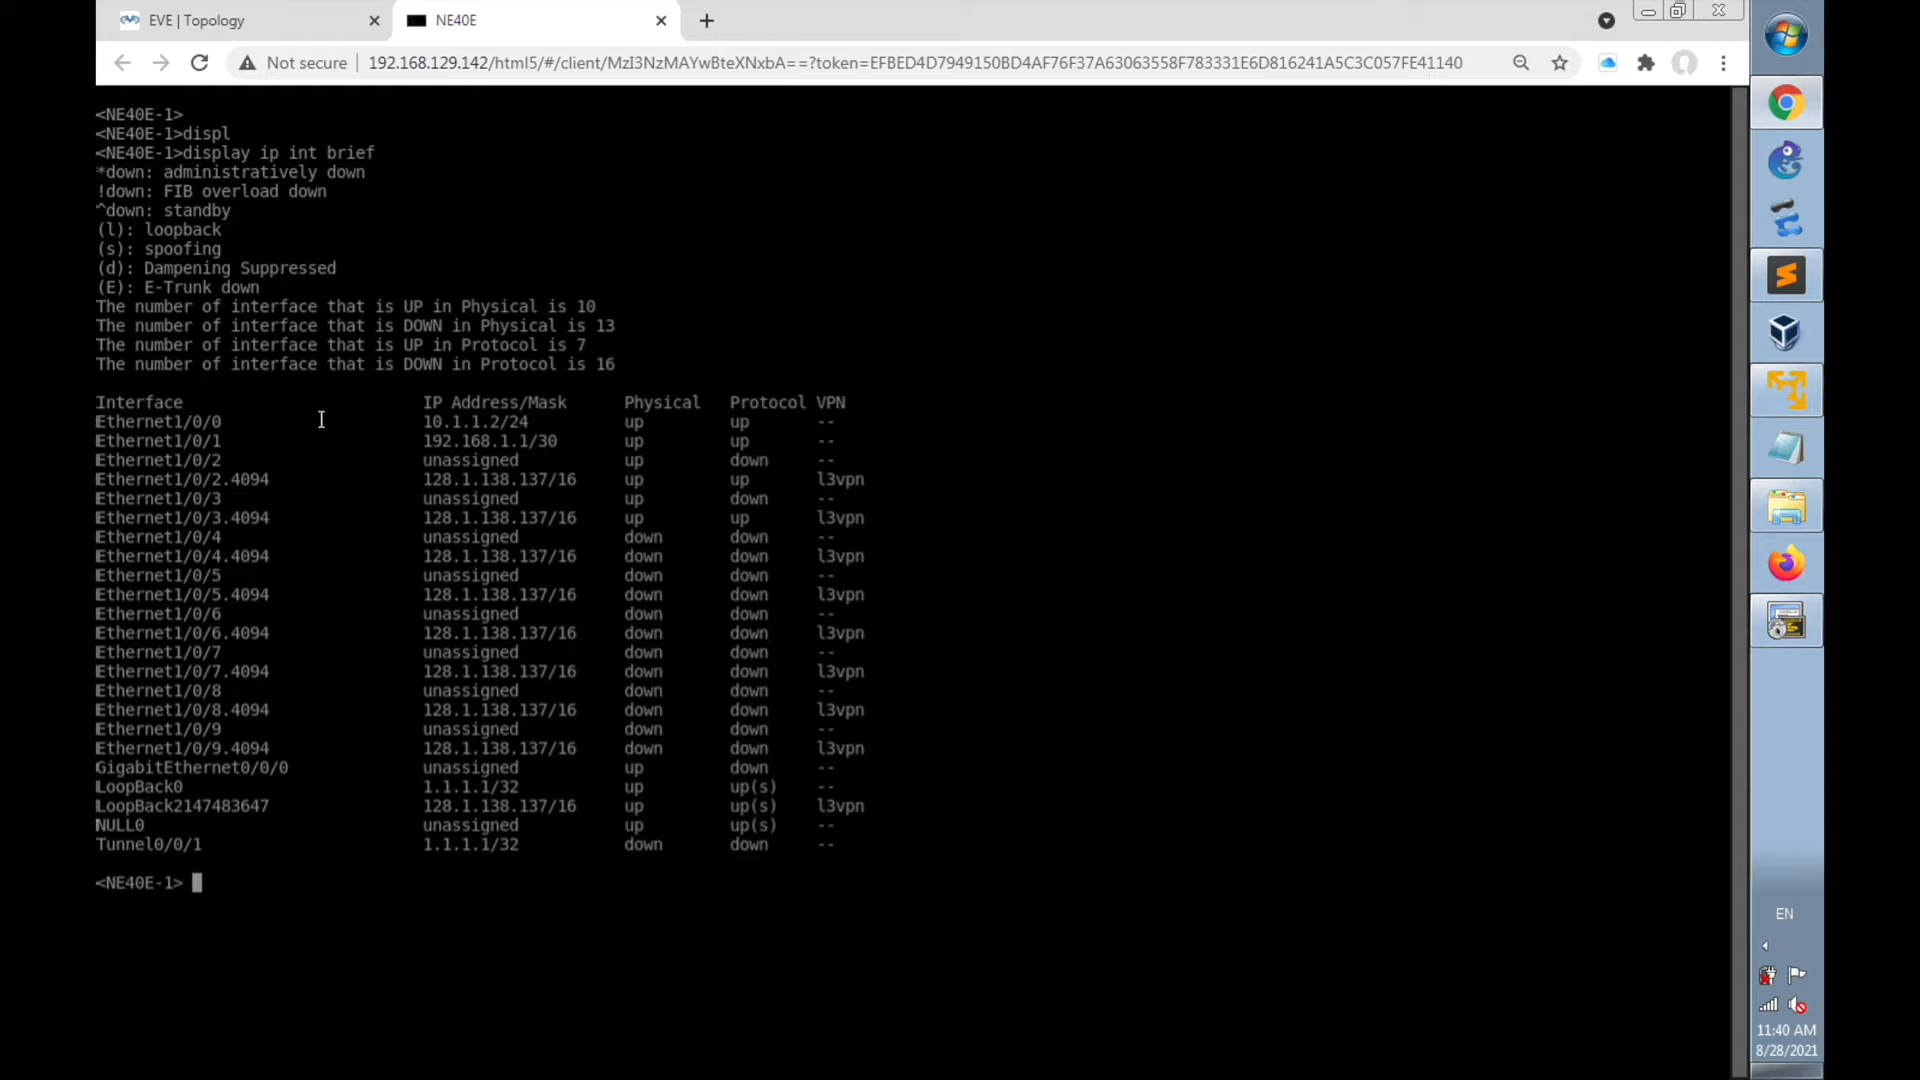 EVE | Topology
NE40E
Not secure
192.168.129.142/html5/#/client/MzI3NzMAYwBteXNxbA==?token=EFBED4D7949150BD4AF76F37A63063558F783331E6D816241A5C3C057FE41140
<NE40E-1>
<NE40E-1>displ
<NE40E-1>display ip int brief
*down: administratively down
!down: FIB overload down
^down: standby
(l): loopback
(s): spoofing
(d): Dampening Suppressed
(E): E-Trunk down
The number of interface that is UP in Physical is 10
The number of interface that is DOWN in Physical is 13
The number of interface that is UP in Protocol is 7
The number of interface that is DOWN in Protocol is 16
Interface IP Address/Mask Physical Protocol VPN
Ethernet1/0/0 10.1.1.2/24 up up --
Ethernet1/0/1 192.168.1.1/30 up up --
Ethernet1/0/2 unassigned up down --
Ethernet1/0/2.4094 128.1.138.137/16 up up l3vpn
Ethernet1/0/3 unassigned up down --
Ethernet1/0/3.4094 128.1.138.137/16 up up l3vpn
Ethernet1/0/4 unassigned down down --
Ethernet1/0/4.4094 128.1.138.137/16 down down l3vpn
Ethernet1/0/5 unassigned down down --
Ethernet1/0/5.4094 128.1.138.137/16 down down l3vpn
Ethernet1/0/6 unassigned down down --
Ethernet1/0/6.4094 128.1.138.137/16 down down l3vpn
Ethernet1/0/7 unassigned down down --
Ethernet1/0/7.4094 128.1.138.137/16 down down l3vpn
Ethernet1/0/8 unassigned down down --
Ethernet1/0/8.4094 128.1.138.137/16 down down l3vpn
Ethernet1/0/9 unassigned down down --
Ethernet1/0/9.4094 128.1.138.137/16 down down l3vpn
GigabitEthernet0/0/0 unassigned up down --
LoopBack0 1.1.1.1/32 up up(s) --
LoopBack2147483647 128.1.138.137/16 up up(s) l3vpn
NULL0 unassigned up up(s) --
Tunnel0/0/1 1.1.1.1/32 down down --
<NE40E-1>
EN
11:40 AM
8/28/2021